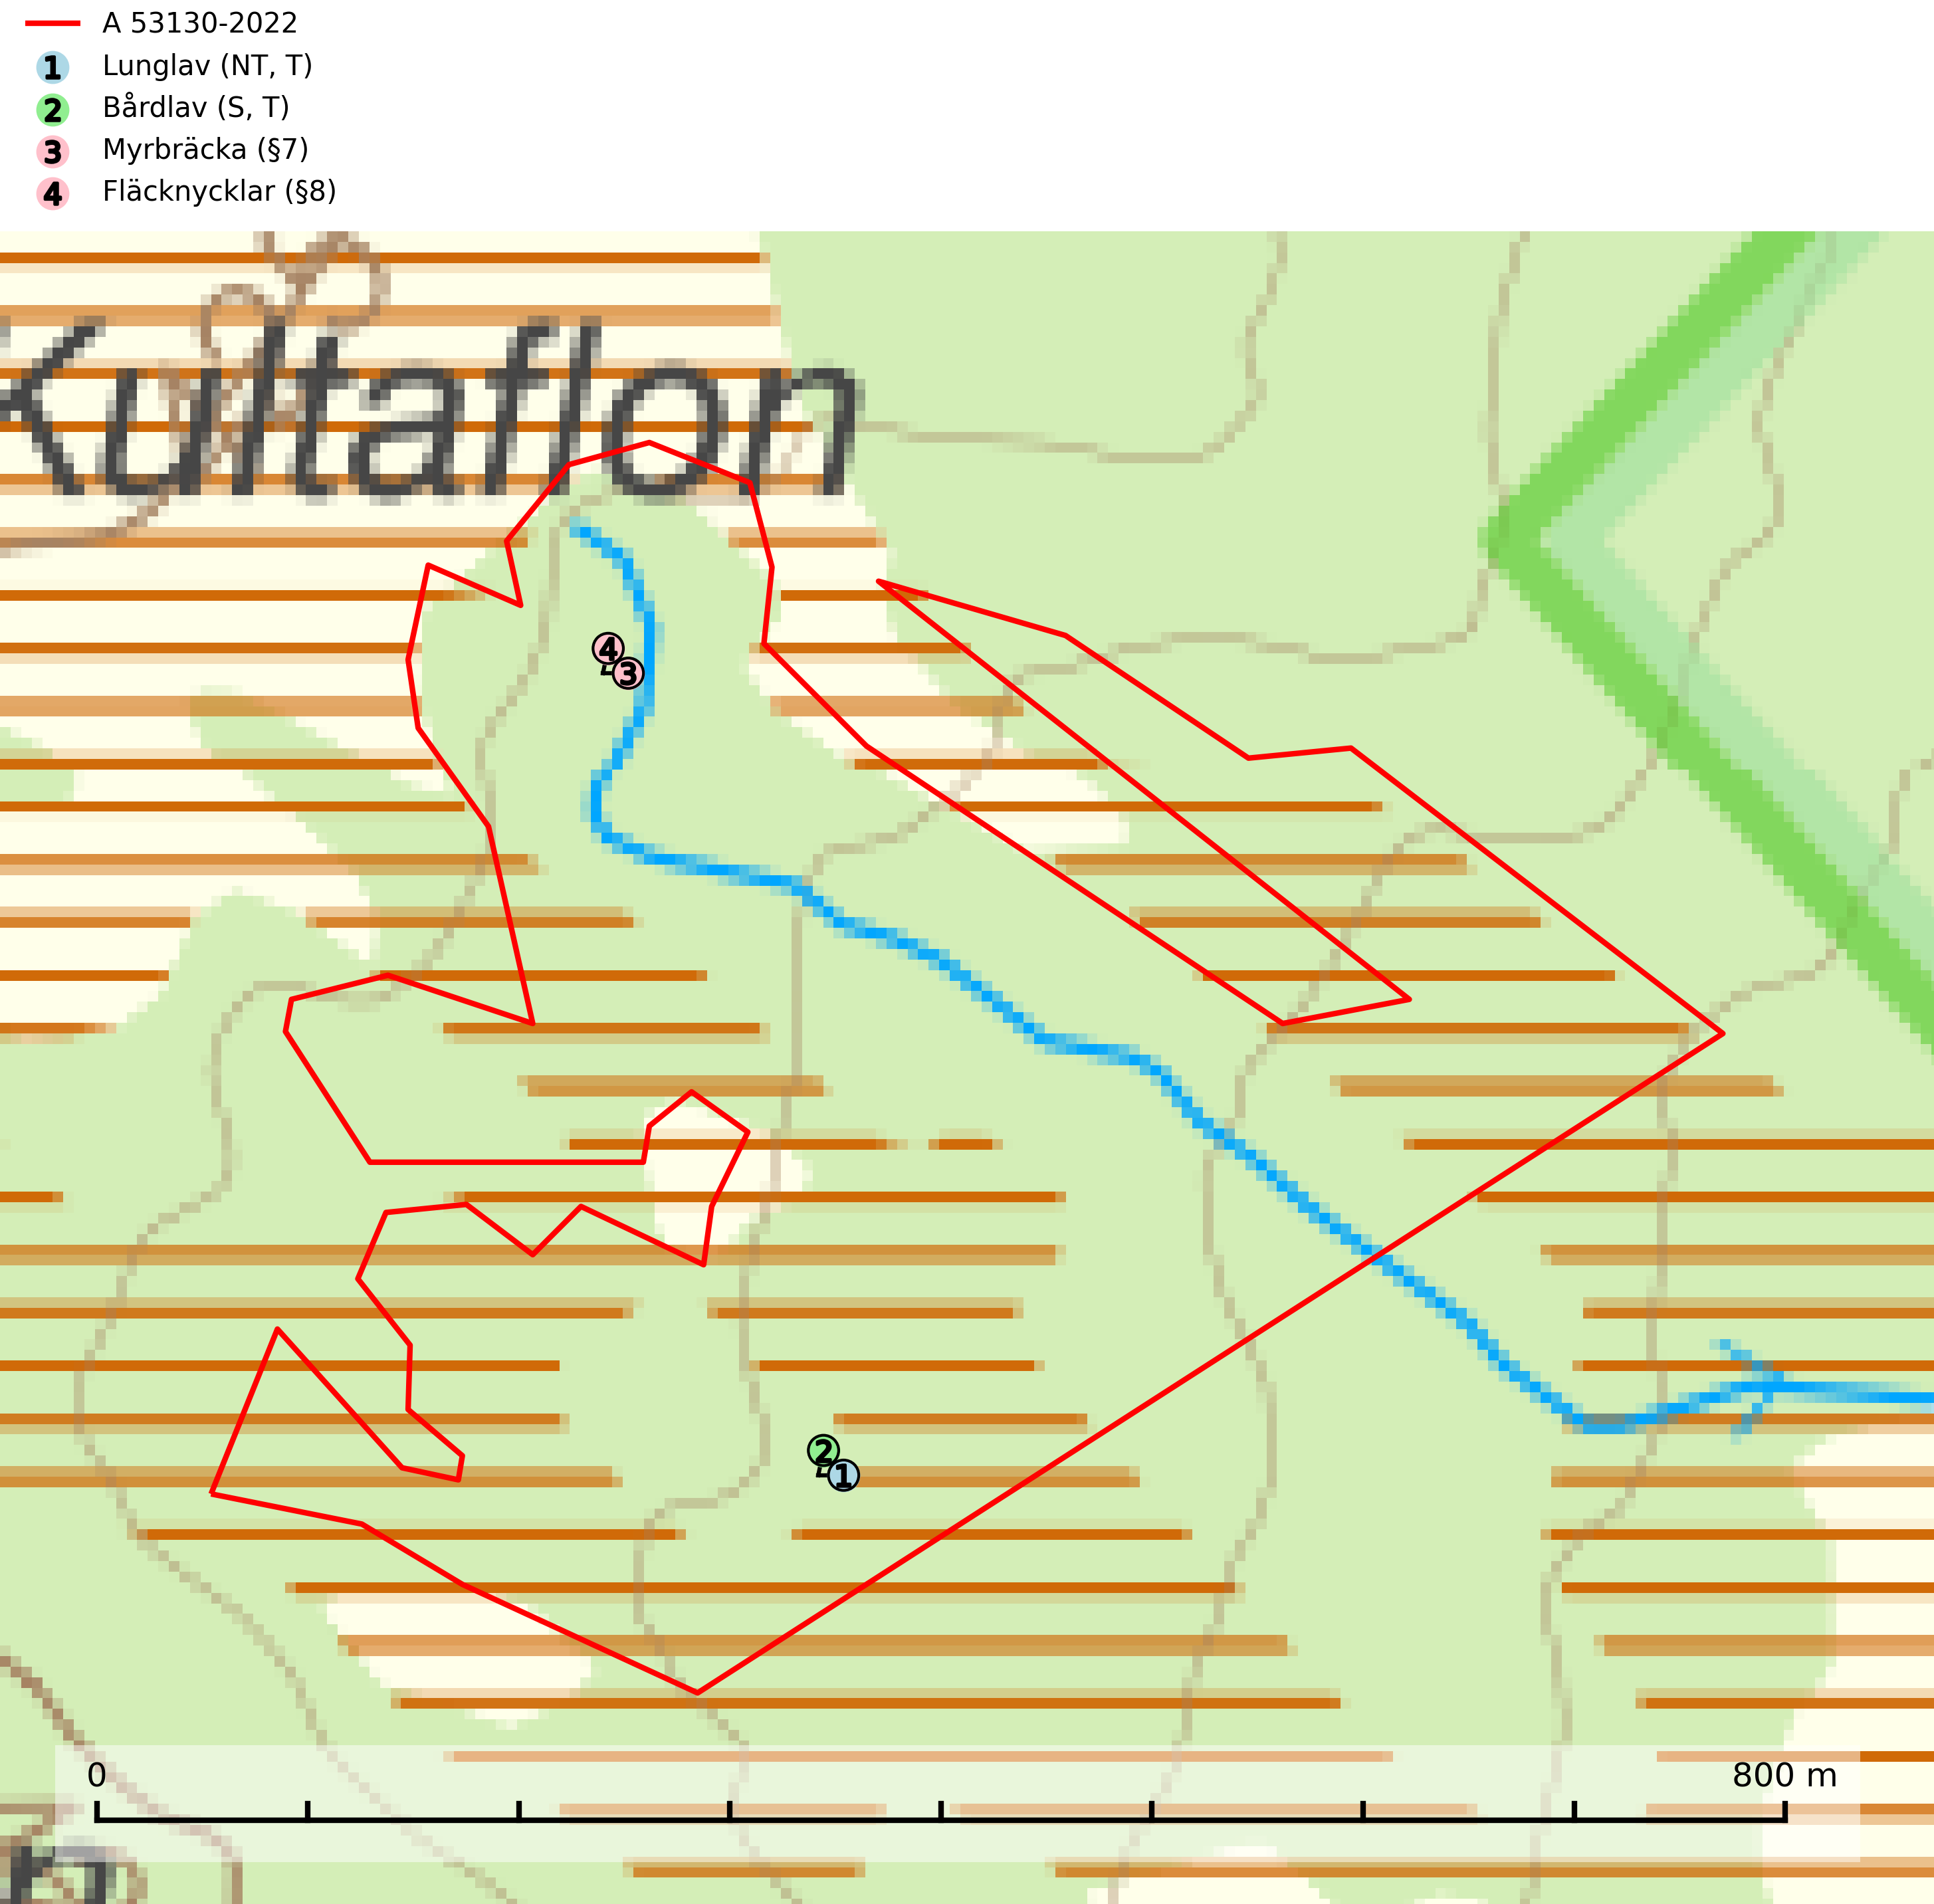 A 53130-2022
1 Lunglav (NT, T)
2 Bårdlav (S, T)
3 Myrbräcka (§7)
4 Fläcknycklar (§8)
Kultaflon
4
3
2
1
0 800 m